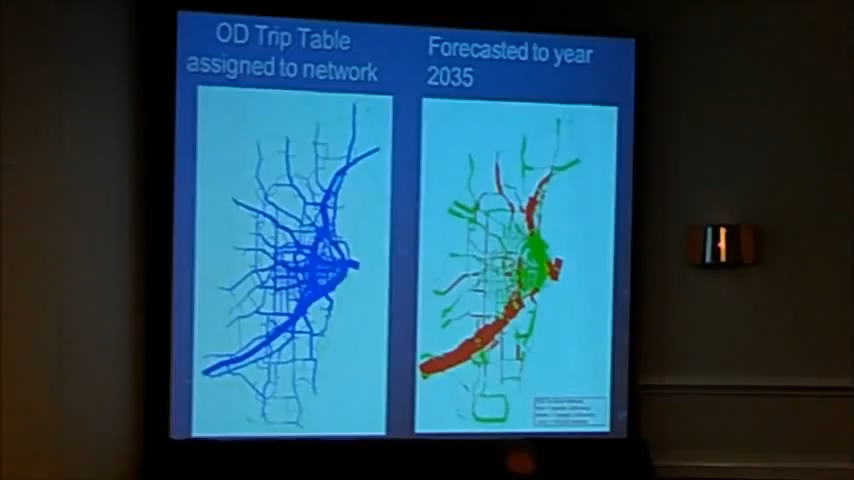 OD Trip Table
assigned to network
Forecasted to year
2035